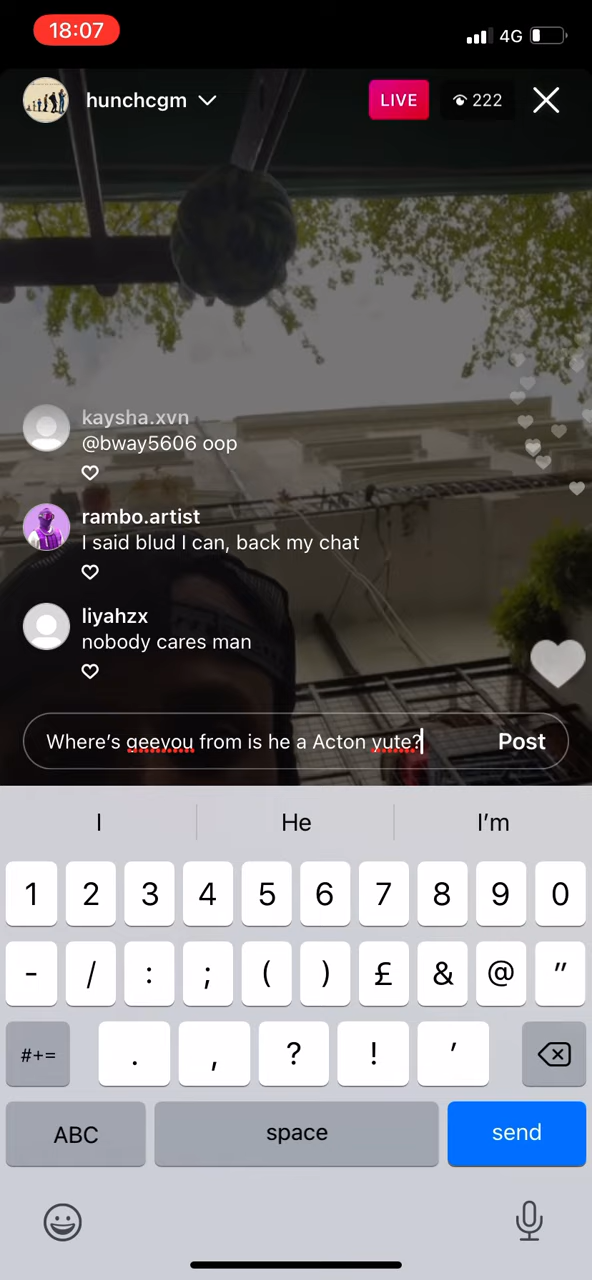 18:07
4G
hunchcgm
LIVE
222
kaysha.xvn
@bway5606 oop
rambo.artist
I said blud I can, back my chat
liyahzx
nobody cares man
Where's geeyou from is he a Acton yute?
Post
I He I'm
1 2 3 4 5 6 7 8 9 0
- / : ; ( ) £ & @ "
#+= . , ? ! '
ABC space send